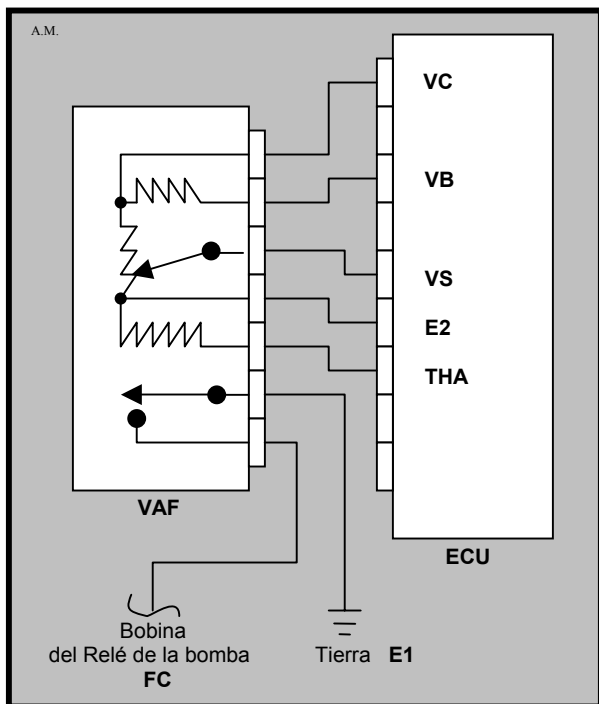 A.M.
VC
VB
VS
E2
THA
VAF
ECU
Bobina
del Relé de la bomba
FC
Tierra E1